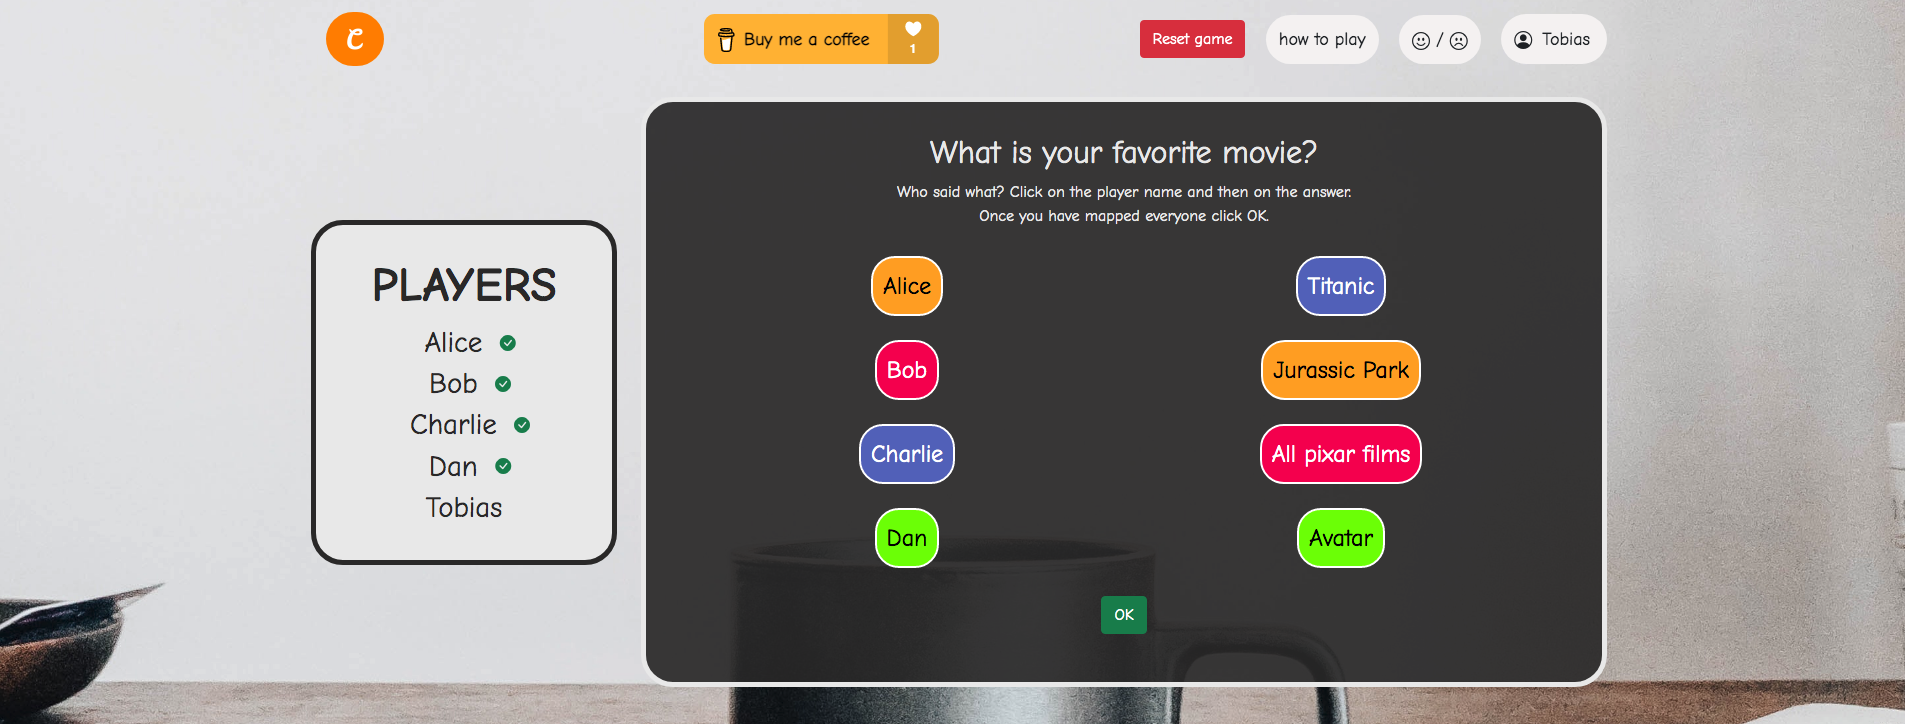 C
Buy me a coffee
1
Reset game
how to play
/
Tobias
PLAYERS
Alice
Bob
Charlie
Dan
Tobias
What is your favorite movie?
Who said what? Click on the player name and then on the answer.
Once you have mapped everyone click OK.
Alice Titanic
Bob Jurassic Park
Charlie All pixar films
Dan Avatar
OK